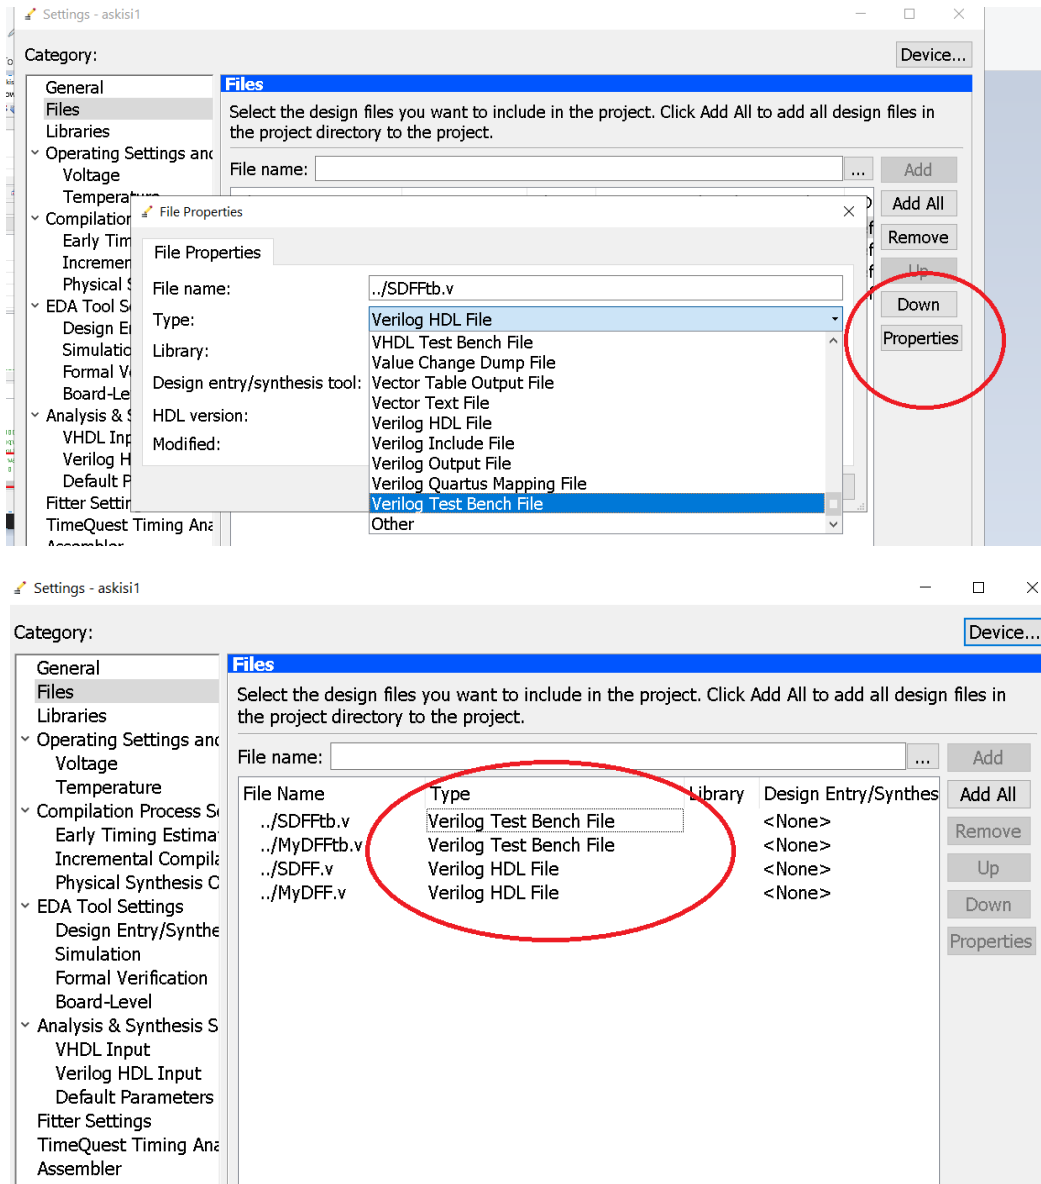 Settings - askisi1
Category:
Device...
General
Files
Libraries
Operating Settings and
Voltage
Compilation
Early Tim
Incremen
Physical S
EDA Tool S
Design E
Simulatio
Formal V
Board-Le
Analysis & S
VHDL Inp
Verilog H
Default P
Fitter Settin
TimeQuest Timing Ana
Files
Select the design files you want to include in the project. Click Add All to add all design files in
the project directory to the project.
File name:
...
Add
Add All
Remove
Up
Down
Properties
File Properties
File Properties
File name:
../SDFFtb.v
Type:
Verilog HDL File
Library:
Design entry/synthesis tool:
HDL version:
Modified:
VHDL Test Bench File
Value Change Dump File
Vector Table Output File
Vector Text File
Verilog HDL File
Verilog Include File
Verilog Output File
Verilog Quartus Mapping File
Verilog Test Bench File
Other
Settings - askisi1
Category:
Device...
General
Files
Libraries
Operating Settings and
Voltage
Temperature
Compilation Process Se
Early Timing Estima
Incremental Compila
Physical Synthesis O
EDA Tool Settings
Design Entry/Synthe
Simulation
Formal Verification
Board-Level
Analysis & Synthesis S
VHDL Input
Verilog HDL Input
Default Parameters
Fitter Settings
TimeQuest Timing Ana
Assembler
Files
Select the design files you want to include in the project. Click Add All to add all design files in
the project directory to the project.
File name:
...
Add
File Name Type Library Design Entry/Synthes
../SDFFtb.v Verilog Test Bench File <None>
../MyDFFtb.v Verilog Test Bench File <None>
../SDFF.v Verilog HDL File <None>
../MyDFF.v Verilog HDL File <None>
Add All
Remove
Up
Down
Properties